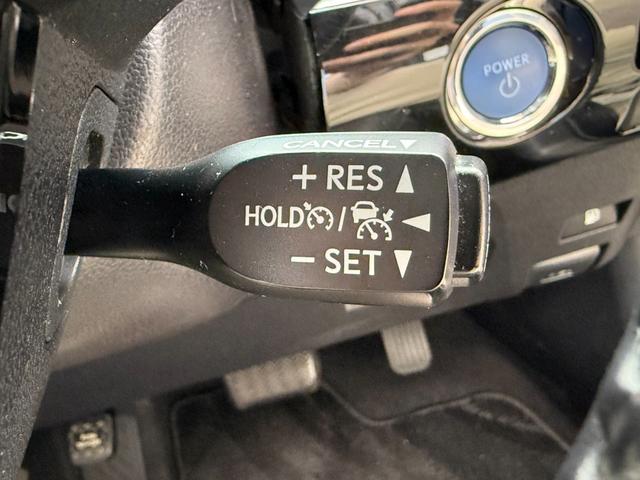 POWER
CANCEL▼
+ RES ▲
HOLD / ◀
− SET ▼